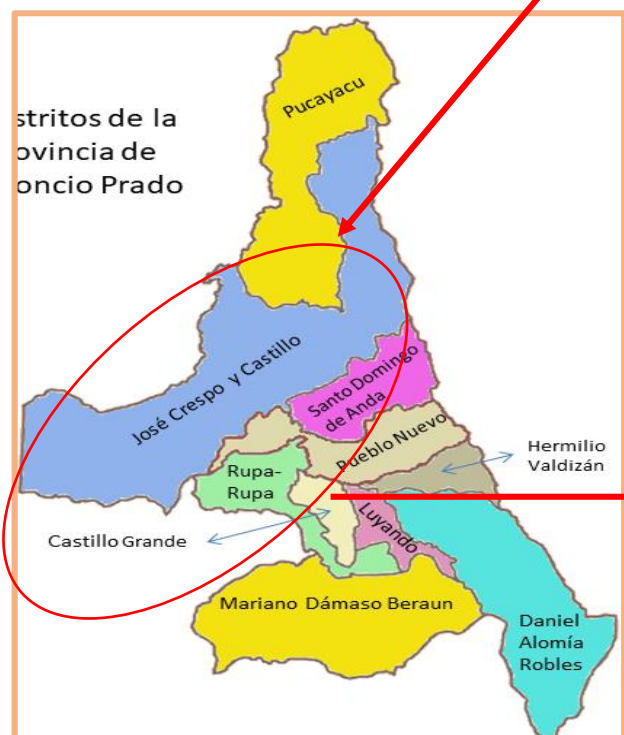 stritos de la
ovincia de
oncio Prado
Pucayacu
José Crespo y Castillo
Santo Domingo
de Anda
Pueblo Nuevo
Hermilio
Valdizán
Rupa-
Rupa
Luyando
Castillo Grande
Mariano Dámaso Beraun
Daniel
Alomía
Robles